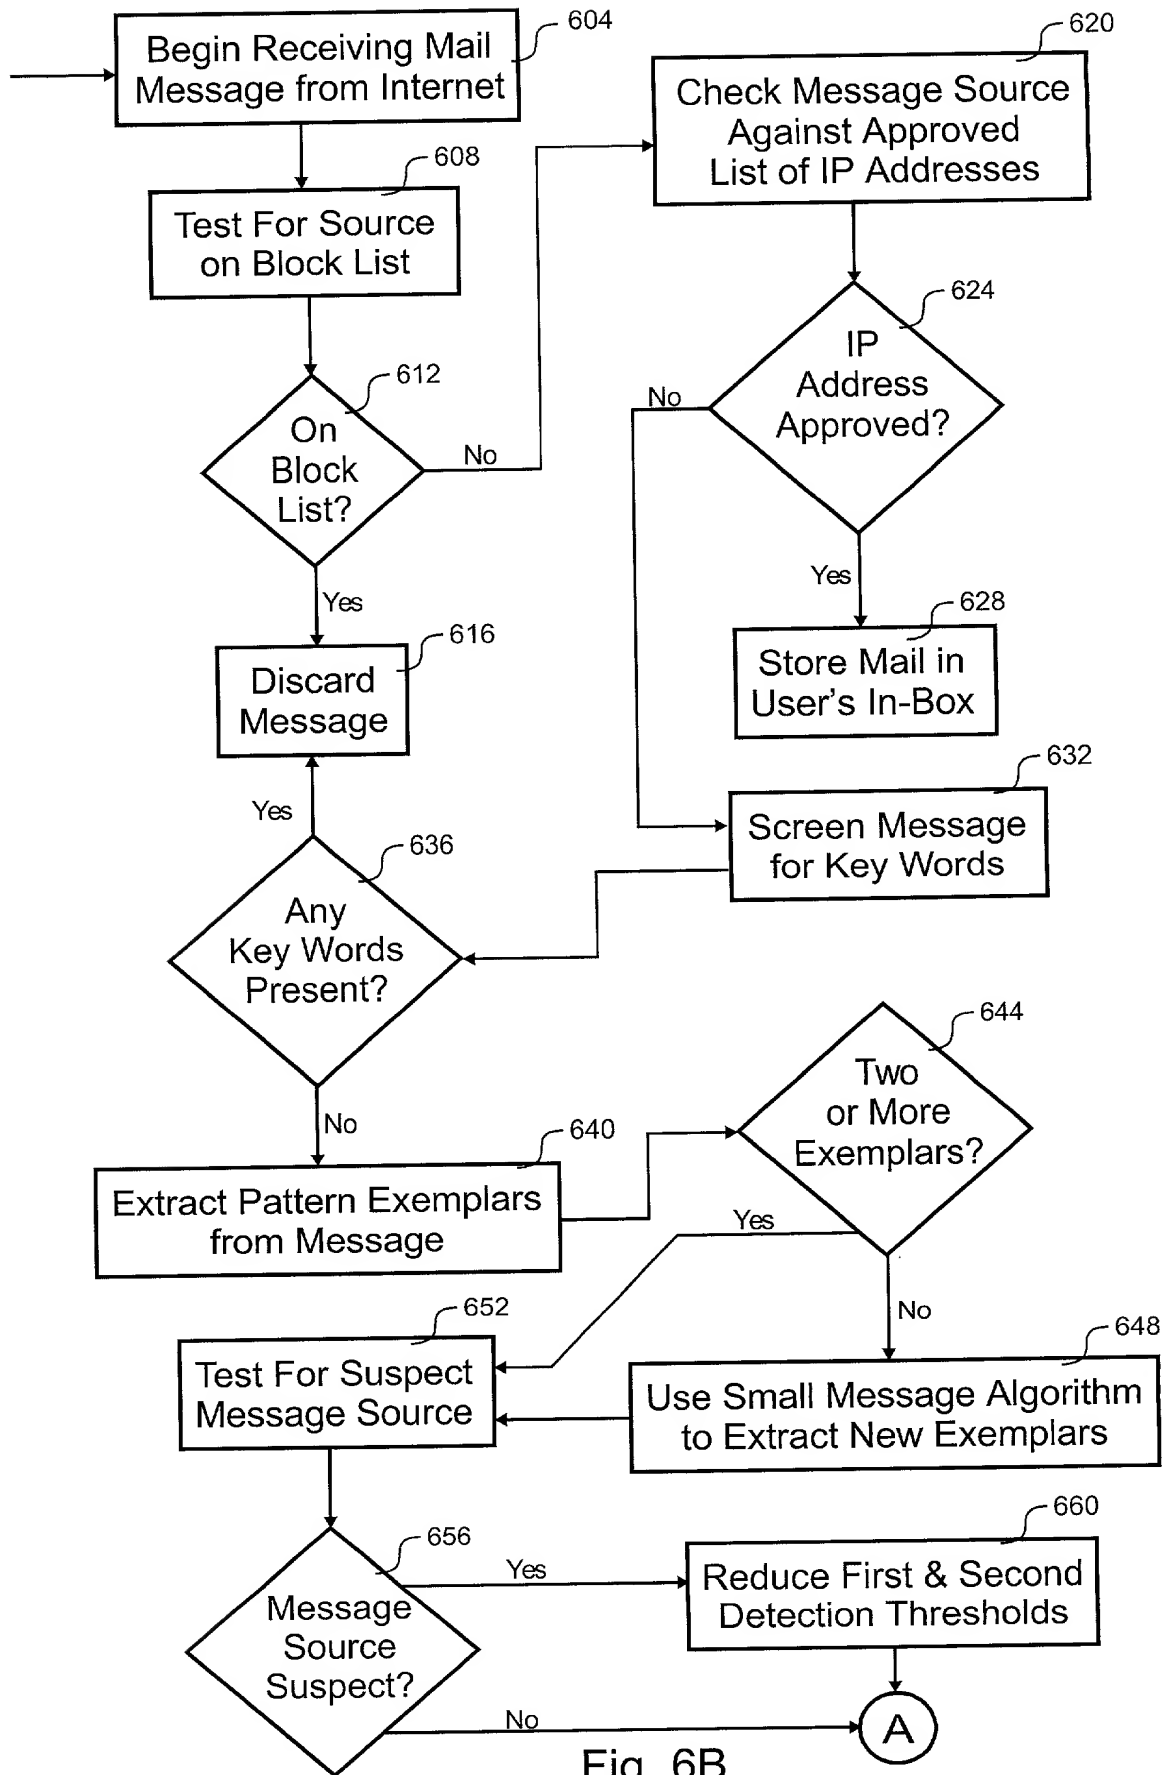 604
Begin Receiving Mail
Message from Internet
608
Test For Source
on Block List
612
On
Block
List?
No
Yes
616
Discard
Message
620
Check Message Source
Against Approved
List of IP Addresses
624
IP
Address
Approved?
No
Yes
628
Store Mail in
User's In-Box
632
Screen Message
for Key Words
Yes
636
Any
Key Words
Present?
No
640
Extract Pattern Exemplars
from Message
644
Two
or More
Exemplars?
Yes
No
648
Use Small Message Algorithm
to Extract New Exemplars
652
Test For Suspect
Message Source
656
Message
Source
Suspect?
Yes
No
660
Reduce First & Second
Detection Thresholds
A
Fig. 6B